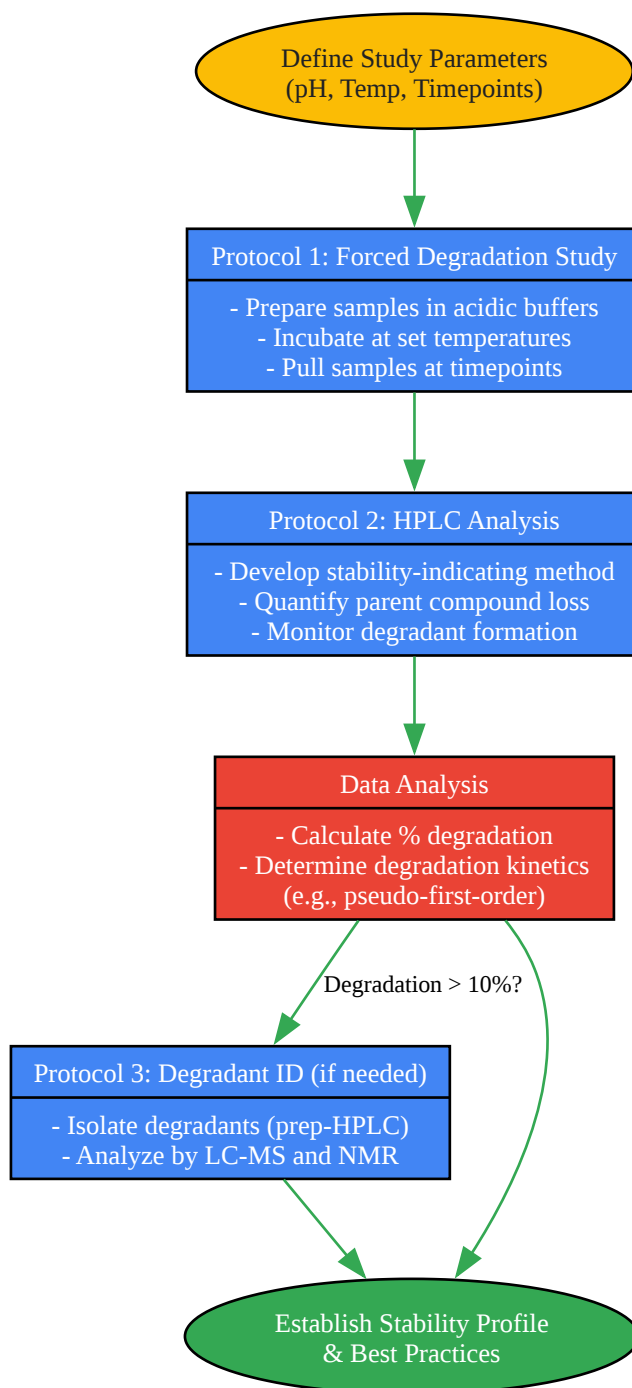 Define Study Parameters
(pH, Temp, Timepoints)
Protocol 1: Forced Degradation Study
- Prepare samples in acidic buffers
- Incubate at set temperatures
- Pull samples at timepoints
Protocol 2: HPLC Analysis
- Develop stability-indicating method
- Quantify parent compound loss
- Monitor degradant formation
Data Analysis
- Calculate % degradation
- Determine degradation kinetics
(e.g., pseudo-first-order)
Degradation > 10%?
Protocol 3: Degradant ID (if needed)
- Isolate degradants (prep-HPLC)
- Analyze by LC-MS and NMR
Establish Stability Profile
& Best Practices